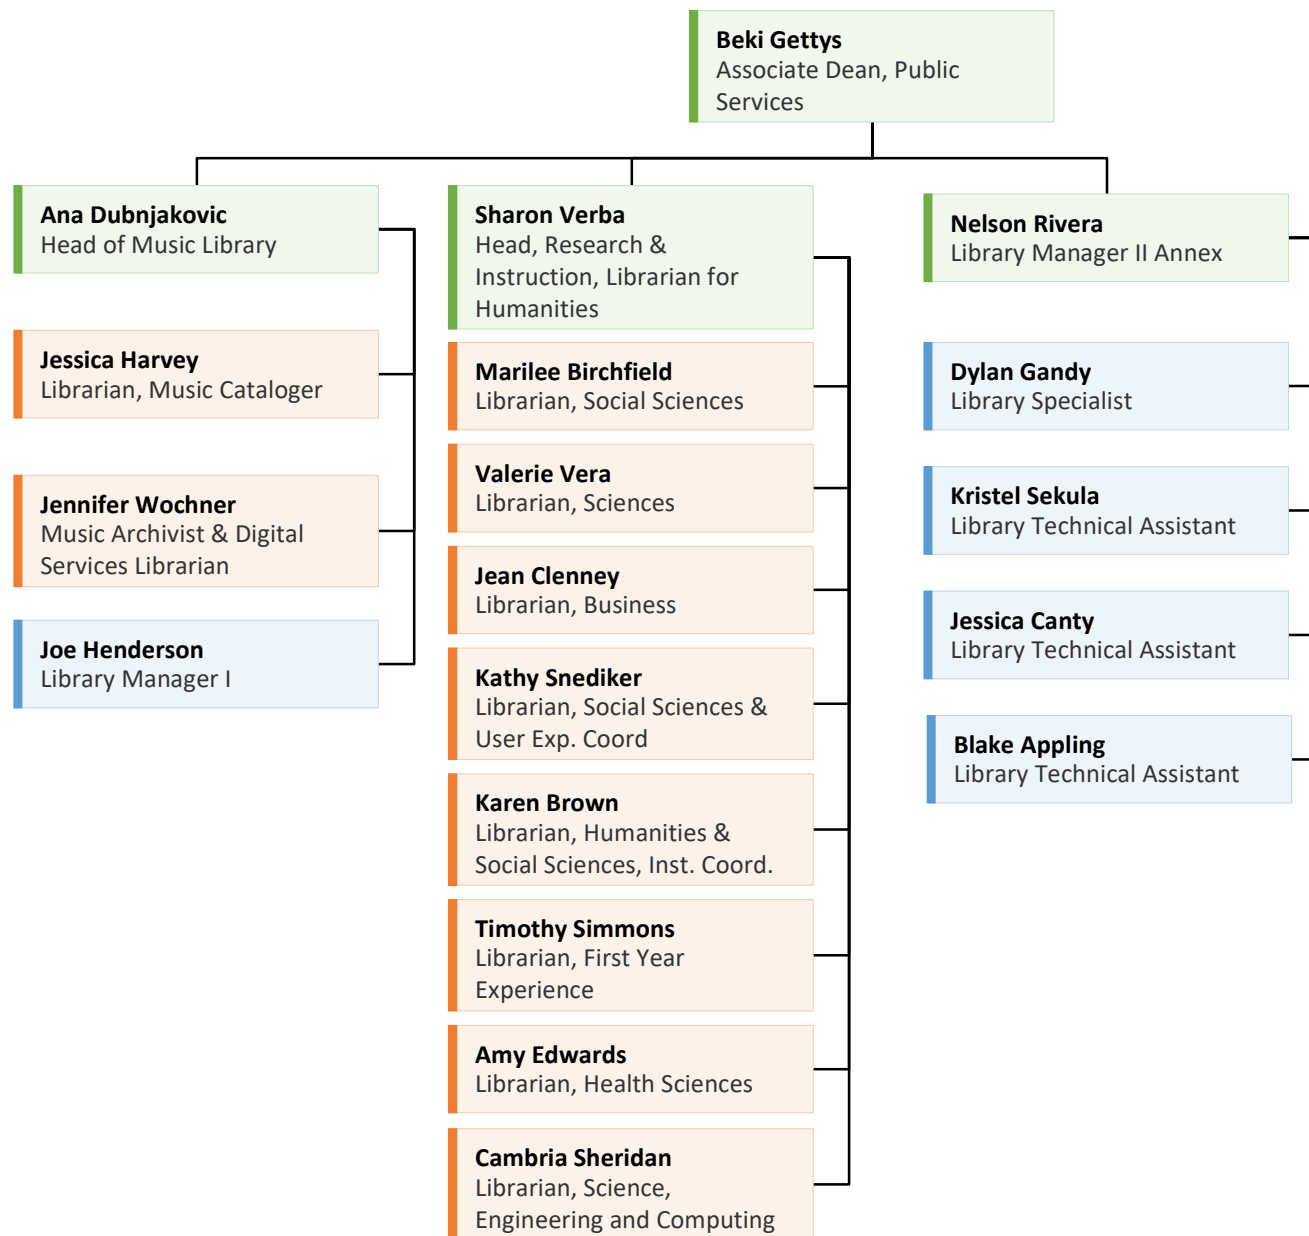 Beki Gettys
Associate Dean, Public
Services
Ana Dubnjakovic
Head of Music Library
Jessica Harvey
Librarian, Music Cataloger
Jennifer Wochner
Music Archivist & Digital
Services Librarian
Joe Henderson
Library Manager I
Sharon Verba
Head, Research &
Instruction, Librarian for
Humanities
Marilee Birchfield
Librarian, Social Sciences
Valerie Vera
Librarian, Sciences
Jean Clenney
Librarian, Business
Kathy Snediker
Librarian, Social Sciences &
User Exp. Coord
Karen Brown
Librarian, Humanities &
Social Sciences, Inst. Coord.
Timothy Simmons
Librarian, First Year
Experience
Amy Edwards
Librarian, Health Sciences
Cambria Sheridan
Librarian, Science,
Engineering and Computing
Nelson Rivera
Library Manager II Annex
Dylan Gandy
Library Specialist
Kristel Sekula
Library Technical Assistant
Jessica Canty
Library Technical Assistant
Blake Appling
Library Technical Assistant